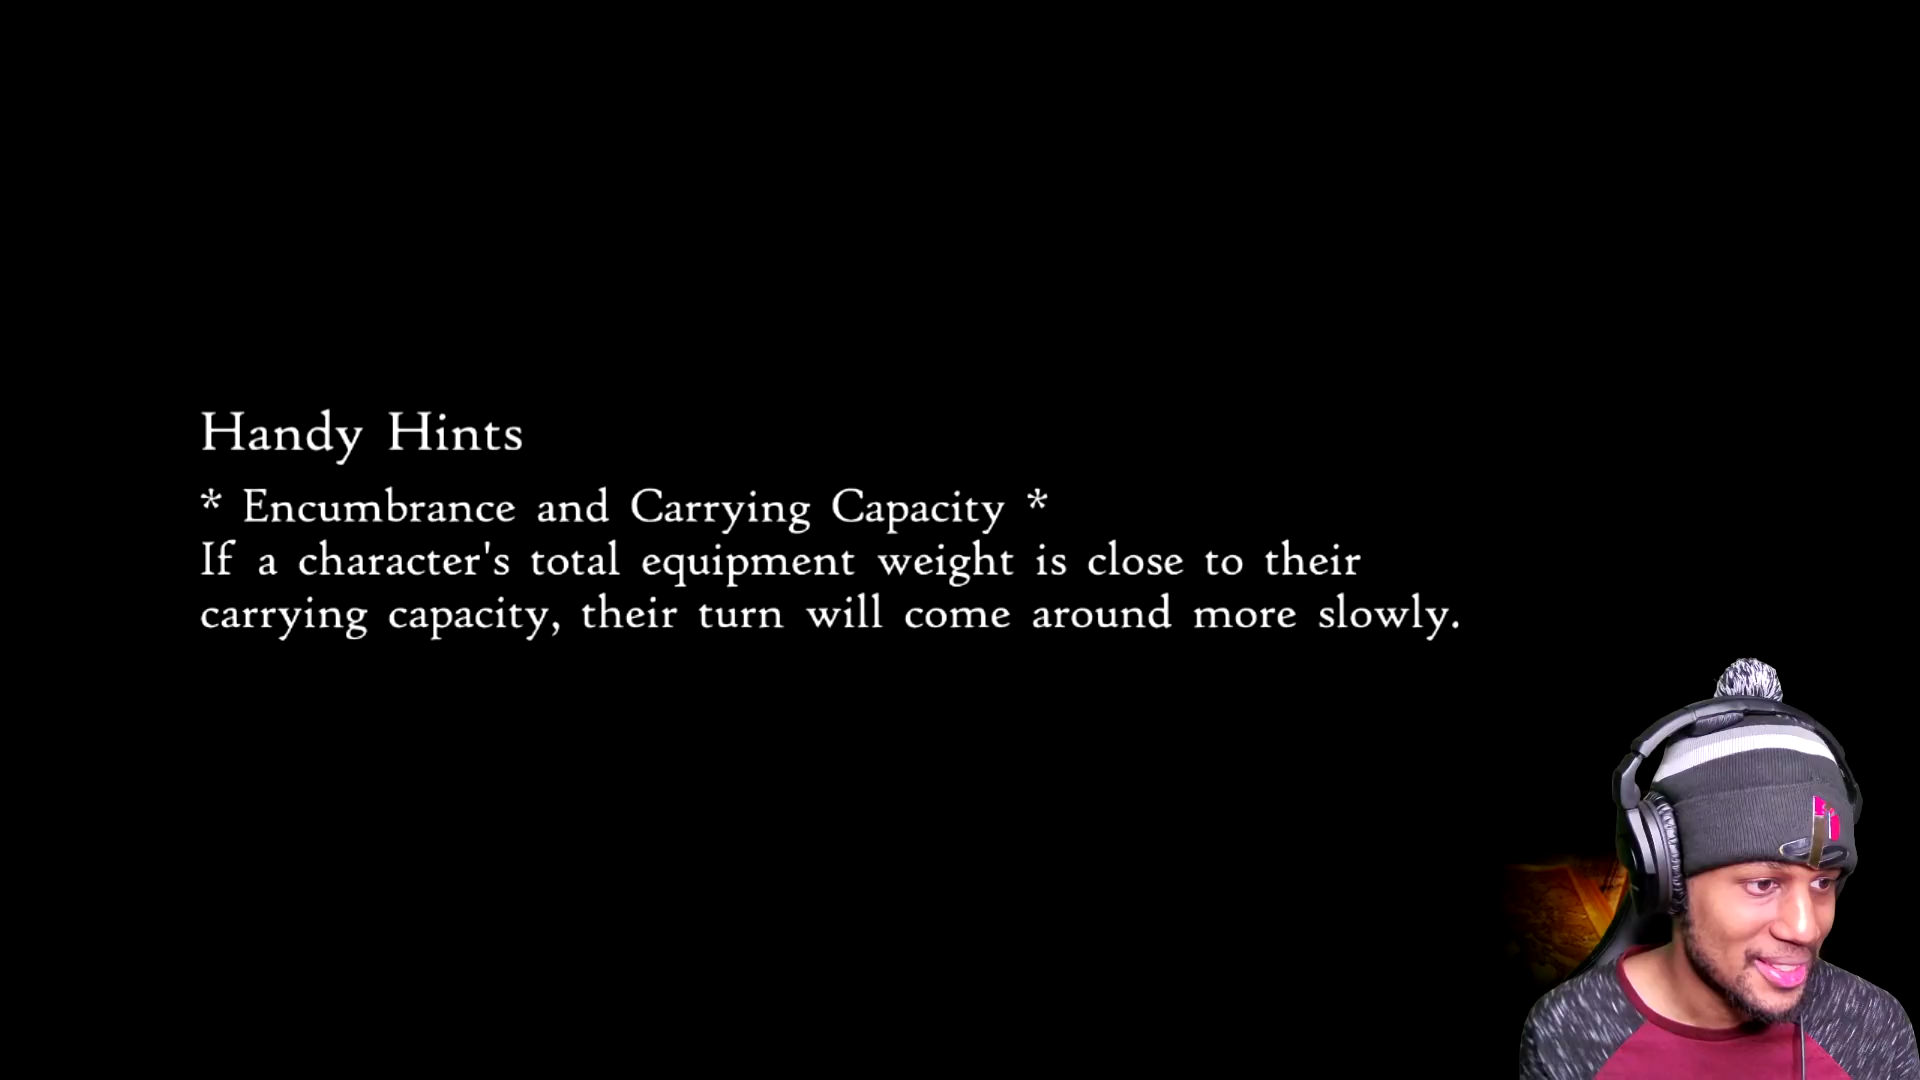 Handy Hints
* Encumbrance and Carrying Capacity *
If a character's total equipment weight is close to their
carrying capacity, their turn will come around more slowly.